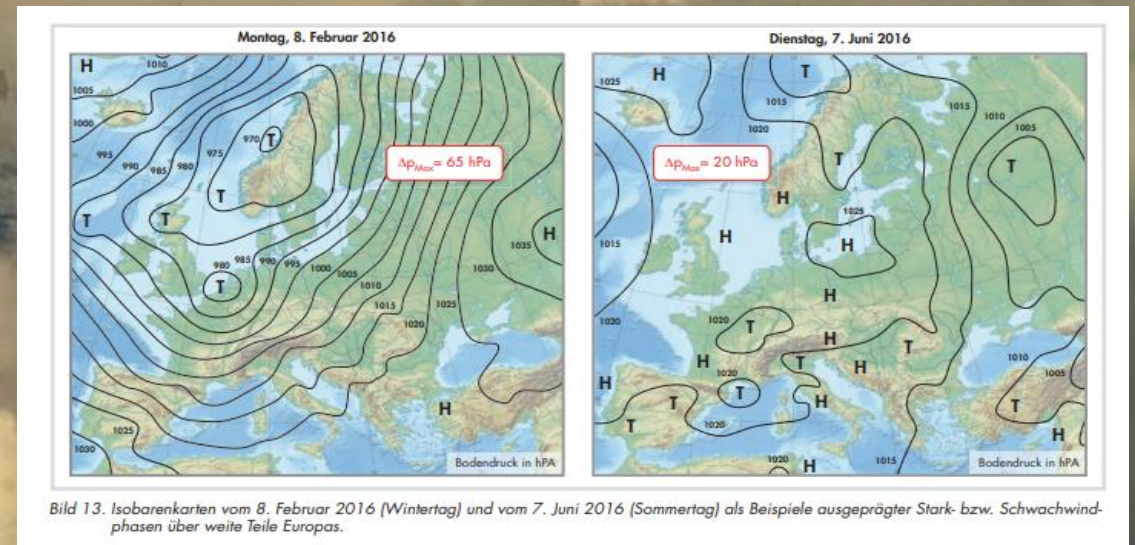 Montag, 8. Februar 2016
H
1010
1005
1000
995
990
985
980
975
970
T
T
T
T
ΔpMax= 65 hPa
980
985
990
995
1000
1005
1010
1015
1020
1025
1030
1035
H
T
H
1025
1030
Bodendruck in hPA
Dienstag, 7. Juni 2016
1025
H
T
1015
1020
1015
1010
1005
T
ΔpMax= 20 hPa
T
H
1025
H
H
1015
1020
H
1020
T
H
T
H
1020
T
H
T
H
1010
1005
T
H
T
T
1020
H
1020
H
1015
Bodendruck in hPA
Bild 13. Isobarenkarten vom 8. Februar 2016 (Wintertag) und vom 7. Juni 2016 (Sommertag) als Beispiele ausgeprägter Stark- bzw. Schwachwind-
phasen über weite Teile Europas.